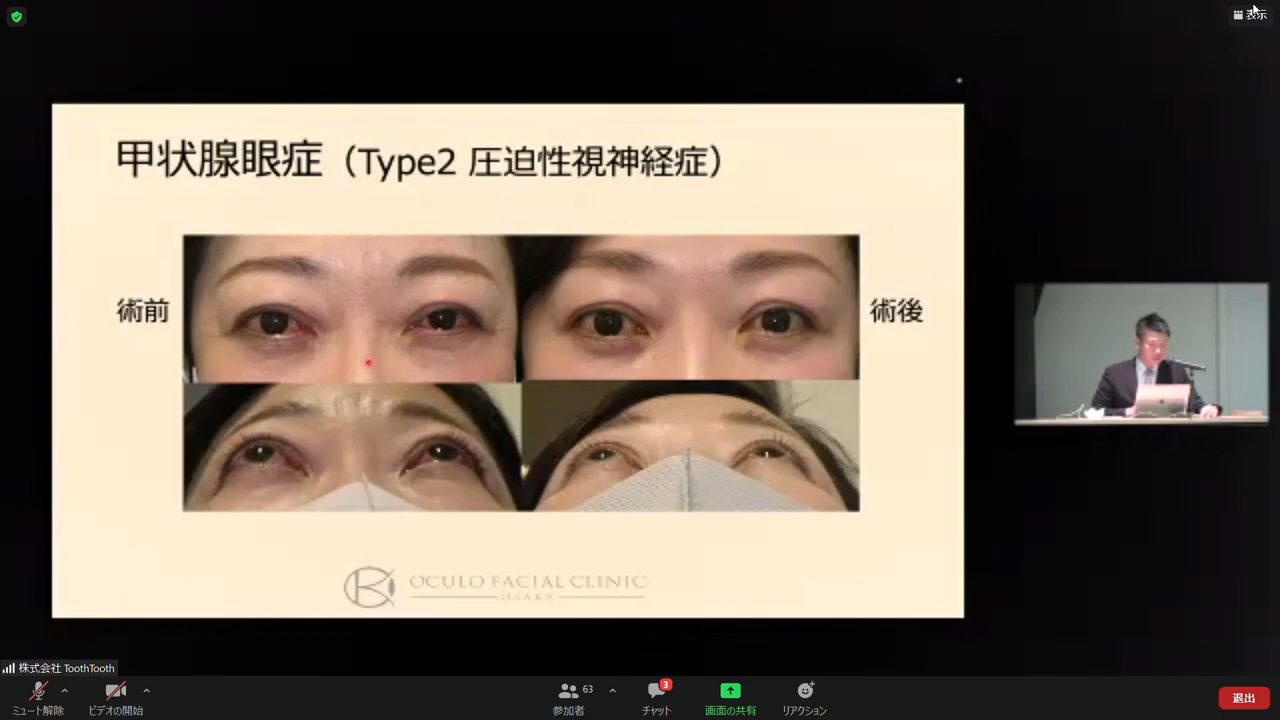 表示
甲状腺眼症（Type2 圧迫性視神経症）
術前
術後
OCULO FACIAL CLINIC
OSAKA
株式会社 ToothTooth
ミュート解除
ビデオの開始
63
参加者
3
チャット
画面の共有
リアクション
退出